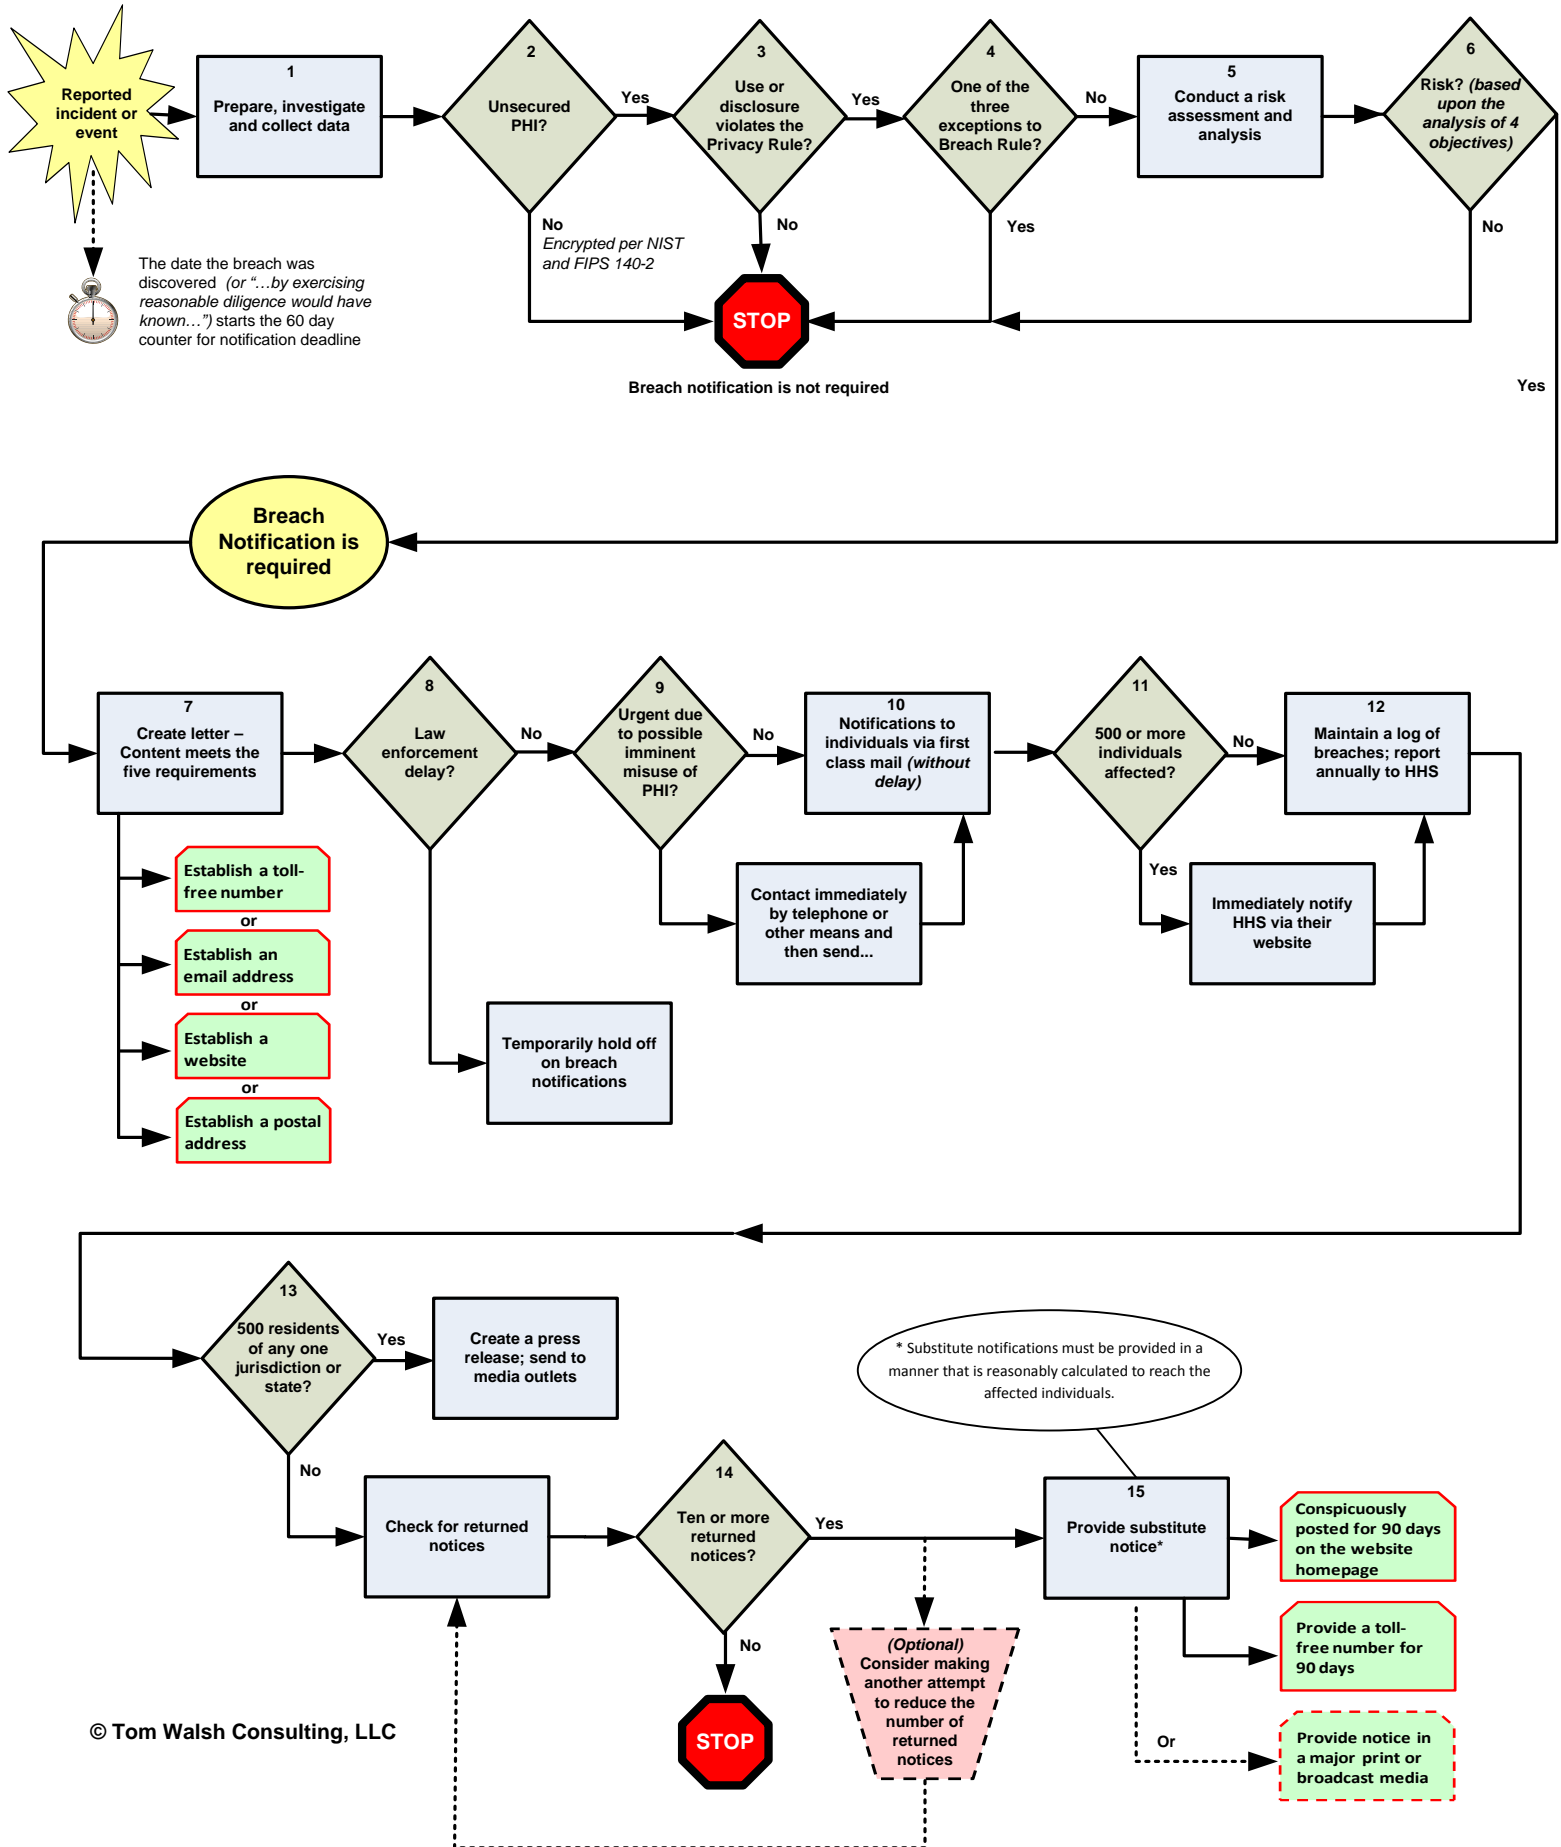 Reported
incident or
event
1
Prepare, investigate
and collect data
2
Unsecured
PHI?
Yes
3
Use or
disclosure
violates the
Privacy Rule?
Yes
4
One of the
three
exceptions to
Breach Rule?
No
5
Conduct a risk
assessment and
analysis
6
Risk? (based
upon the
analysis of 4
objectives)
No
Encrypted per NIST
and FIPS 140-2
No
Yes
No
The date the breach was
discovered (or “…by exercising
reasonable diligence would have
known…”) starts the 60 day
counter for notification deadline
STOP
Breach notification is not required
Yes
Breach
Notification is
required
7
Create letter –
Content meets the
five requirements
8
Law
enforcement
delay?
No
9
Urgent due
to possible
imminent
misuse of
PHI?
No
10
Notifications to
individuals via first
class mail (without
delay)
11
500 or more
individuals
affected?
No
12
Maintain a log of
breaches; report
annually to HHS
Establish a toll-
free number
or
Establish an
email address
or
Establish a
website
or
Establish a postal
address
Contact immediately
by telephone or
other means and
then send...
Yes
Immediately notify
HHS via their
website
Temporarily hold off
on breach
notifications
13
500 residents
of any one
jurisdiction or
state?
Yes
Create a press
release; send to
media outlets
* Substitute notifications must be provided in a
manner that is reasonably calculated to reach the
affected individuals.
No
Check for returned
notices
14
Ten or more
returned
notices?
Yes
15
Provide substitute
notice*
Conspicuously
posted for 90 days
on the website
homepage
No
(Optional)
Consider making
another attempt
to reduce the
number of
returned
notices
Provide a toll-
free number for
90 days
STOP
Or
Provide notice in
a major print or
broadcast media
© Tom Walsh Consulting, LLC